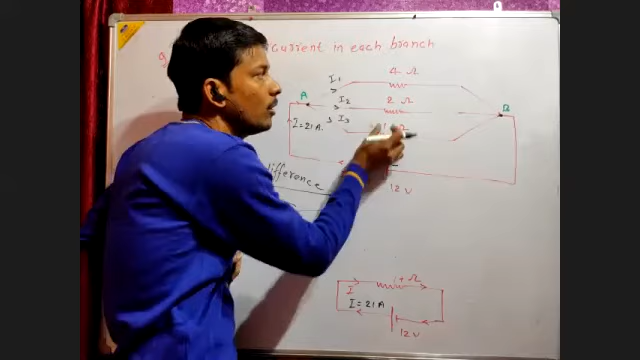 current in each branch
I₁
4 Ω
A
I₂
2 Ω
B
I = 21 A.
I₃
Ω
difference
12 V
Ω
I
I = 21 A
12 V